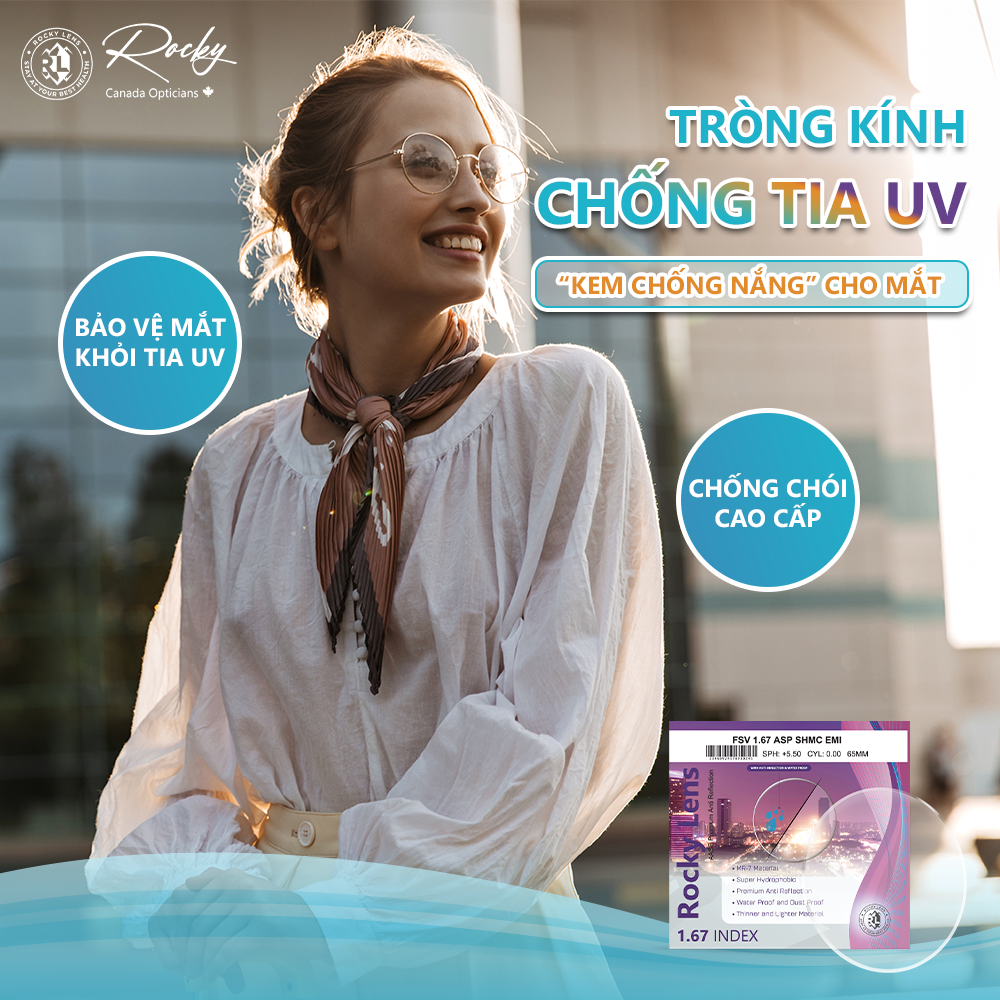 ROCKY LENS
STAY AT YOUR BEST HEALTH
Rocky
Canada Opticians
TRÒNG KÍNH
CHỐNG TIA UV
“KEM CHỐNG NẮNG” CHO MẮT
BẢO VỆ MẮT
KHỎI TIA UV
CHỐNG CHÓI
CAO CẤP
FSV 1.67 ASP SHMC EMI
SPH: +5.50 CYL: 0.00 65MM
Rocky Lens
Premium Anti Reflection
• MR-7 Material
• Super Hydrophobic
• Premium Anti Reflection
• Water Proof and Dust Proof
• Thinner and Lighter Material
1.67 INDEX